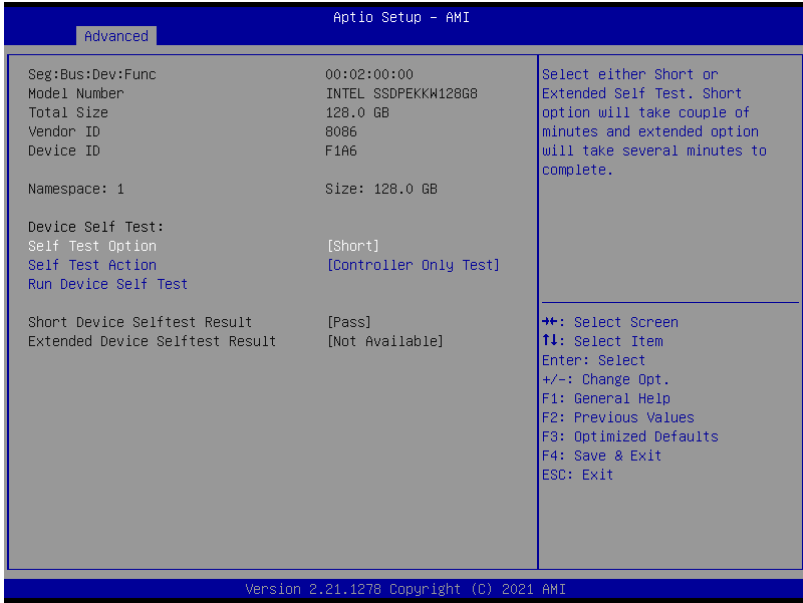 Aptio Setup – AMI
Advanced
Seg:Bus:Dev:Func 00:02:00:00
Model Number INTEL SSDPEKKW128G8
Total Size 128.0 GB
Vendor ID 8086
Device ID F1A6
Namespace: 1 Size: 128.0 GB
Device Self Test:
Self Test Option [Short]
Self Test Action [Controller Only Test]
Run Device Self Test
Short Device Selftest Result [Pass]
Extended Device Selftest Result [Not Available]
Select either Short or
Extended Self Test. Short
option will take couple of
minutes and extended option
will take several minutes to
complete.
→←: Select Screen
↑↓: Select Item
Enter: Select
+/-: Change Opt.
F1: General Help
F2: Previous Values
F3: Optimized Defaults
F4: Save & Exit
ESC: Exit
Version 2.21.1278 Copyright (C) 2021 AMI